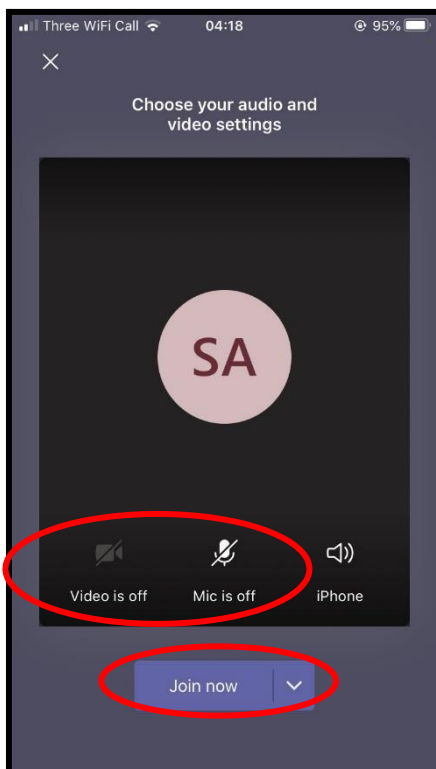 Three WiFi Call 04:18 95%
Choose your audio and
video settings
SA
Video is off Mic is off iPhone
Join now